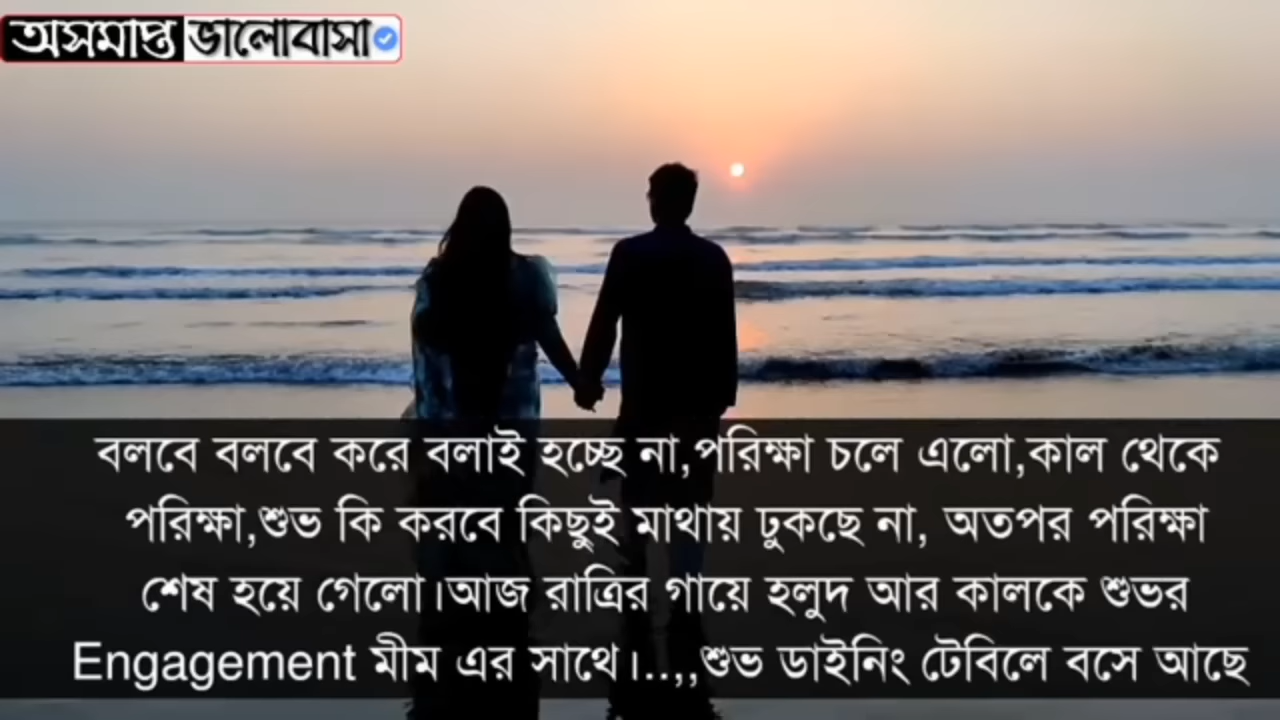 অসমাপ্ত ভালোবাসা
বলবে বলবে করে বলাই হচ্ছে না,পরিক্ষা চলে এলো,কাল থেকে
পরিক্ষা,শুভ কি করবে কিছুই মাথায় ঢুকছে না, অতপর পরিক্ষা
শেষ হয়ে গেলো।আজ রাত্রির গায়ে হলুদ আর কালকে শুভর
Engagement মীম এর সাথে।..,,শুভ ডাইনিং টেবিলে বসে আছে